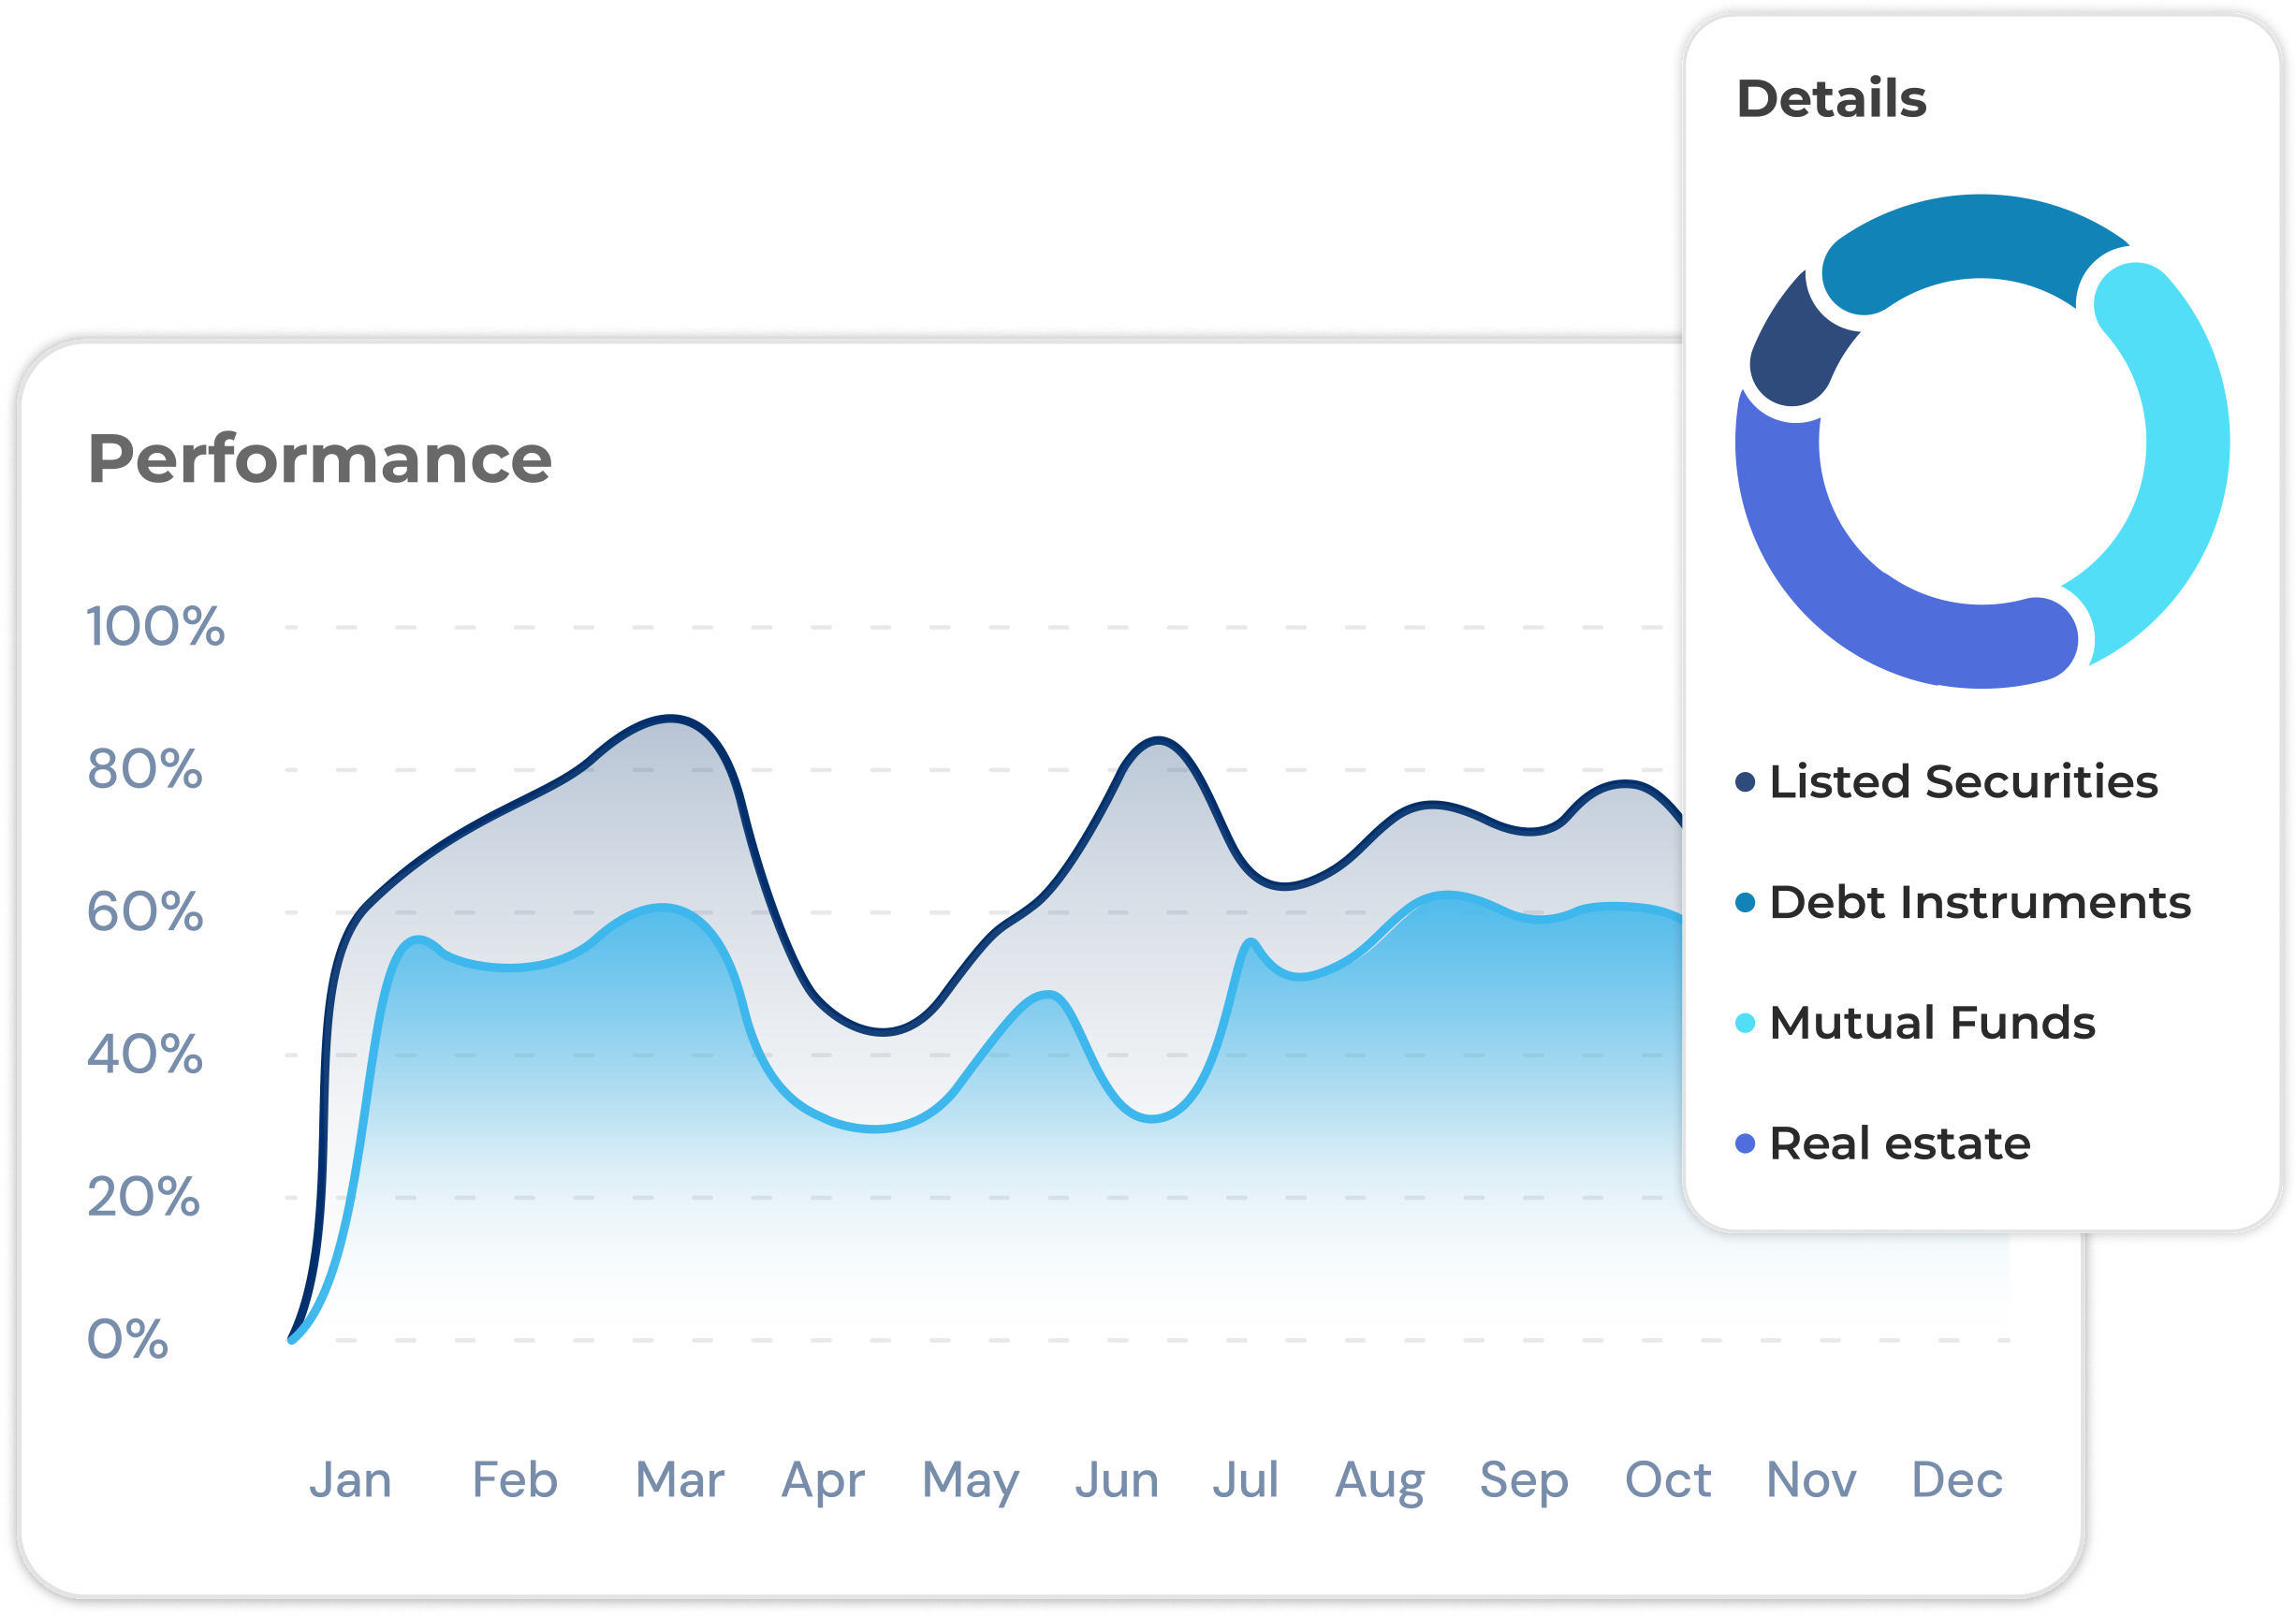 Details
Listed Securities
Debt Instruments
Mutual Funds
Real estate
Performance
100%
80%
60%
40%
20%
0%
Jan Feb Mar Apr May Jun Jul Aug Sep Oct Nov Dec